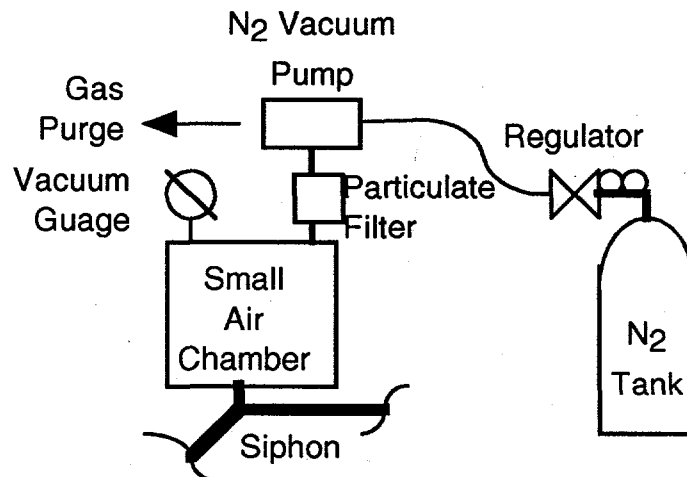 N2 Vacuum
Pump
Gas
Purge
Regulator
Vacuum
Guage
Particulate
Filter
Small
Air
Chamber
N2
Tank
Siphon